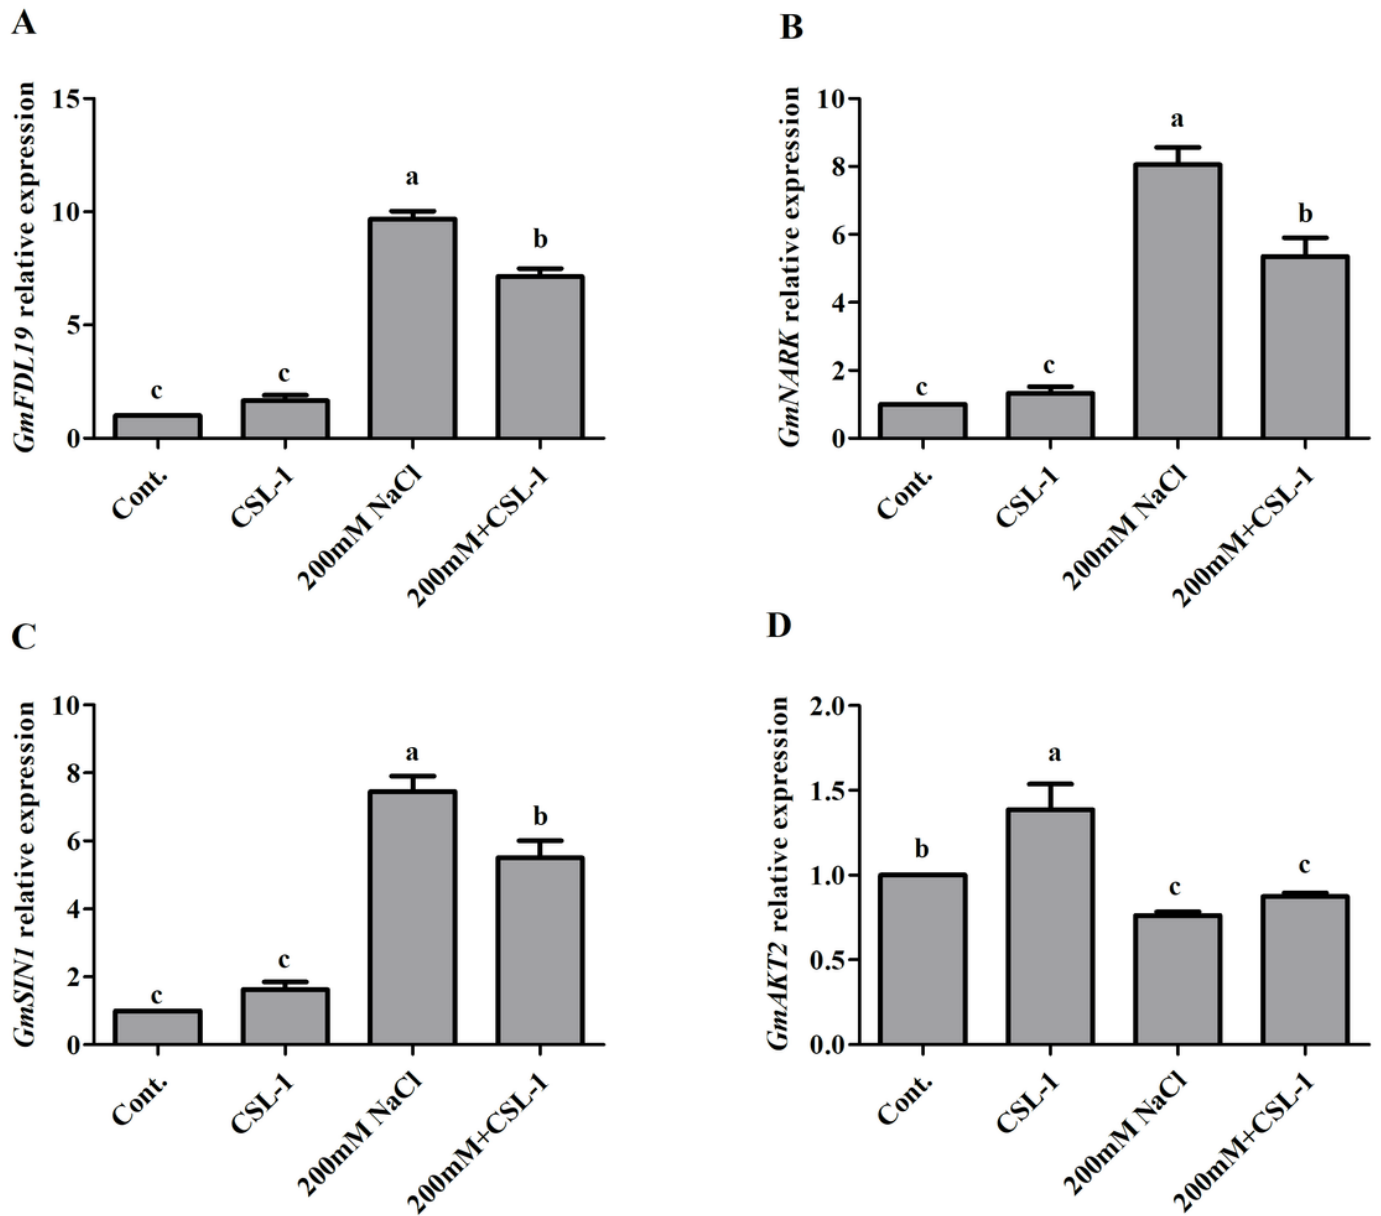 A
GmFDL19 relative expression
15
10
5
0
c
c
a
b
Cont.
CSL-1
200mM NaCl
200mM+CSL-1
B
GmNARK relative expression
10
8
6
4
2
0
c
c
a
b
Cont.
CSL-1
200mM NaCl
200mM+CSL-1
C
GmSIN1 relative expression
10
8
6
4
2
0
c
c
a
b
Cont.
CSL-1
200mM NaCl
200mM+CSL-1
D
GmAKT2 relative expression
2.0
1.5
1.0
0.5
0.0
b
a
c
c
Cont.
CSL-1
200mM NaCl
200mM+CSL-1